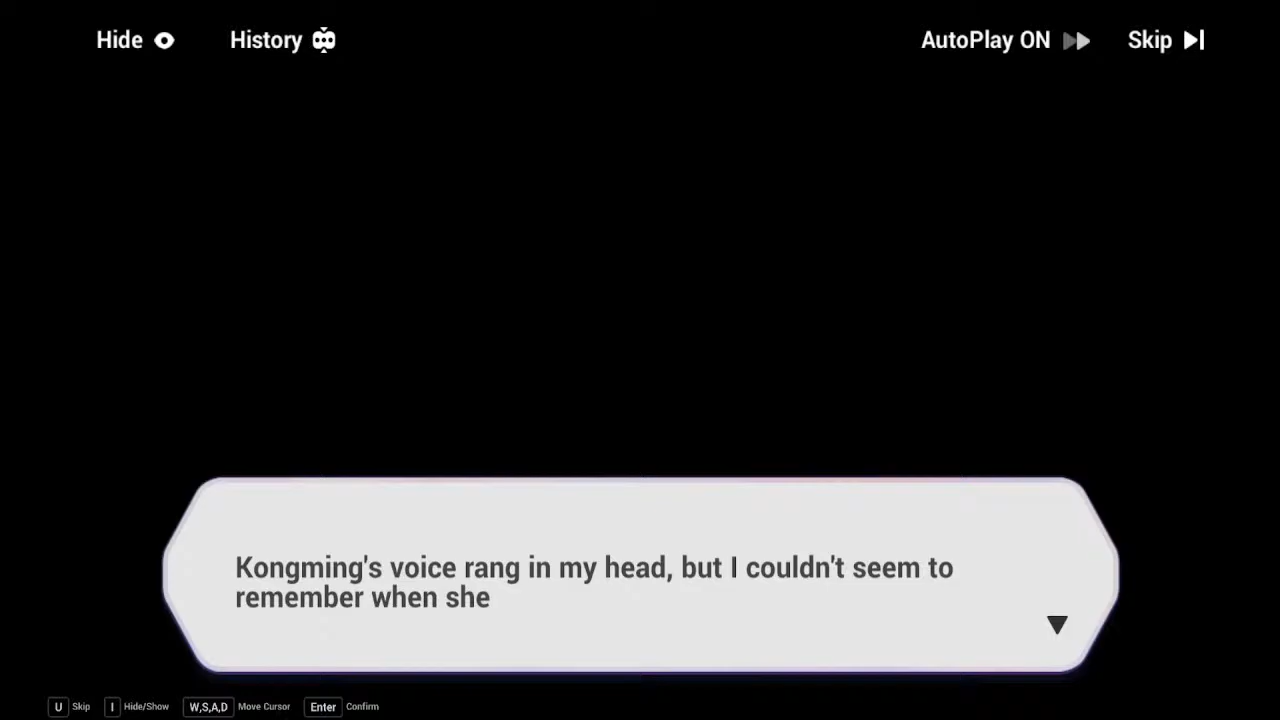 Hide
History
AutoPlay ON
Skip
Kongming's voice rang in my head, but I couldn't seem to
remember when she
U Skip
I Hide/Show
W,S,A,D Move Cursor
Enter Confirm